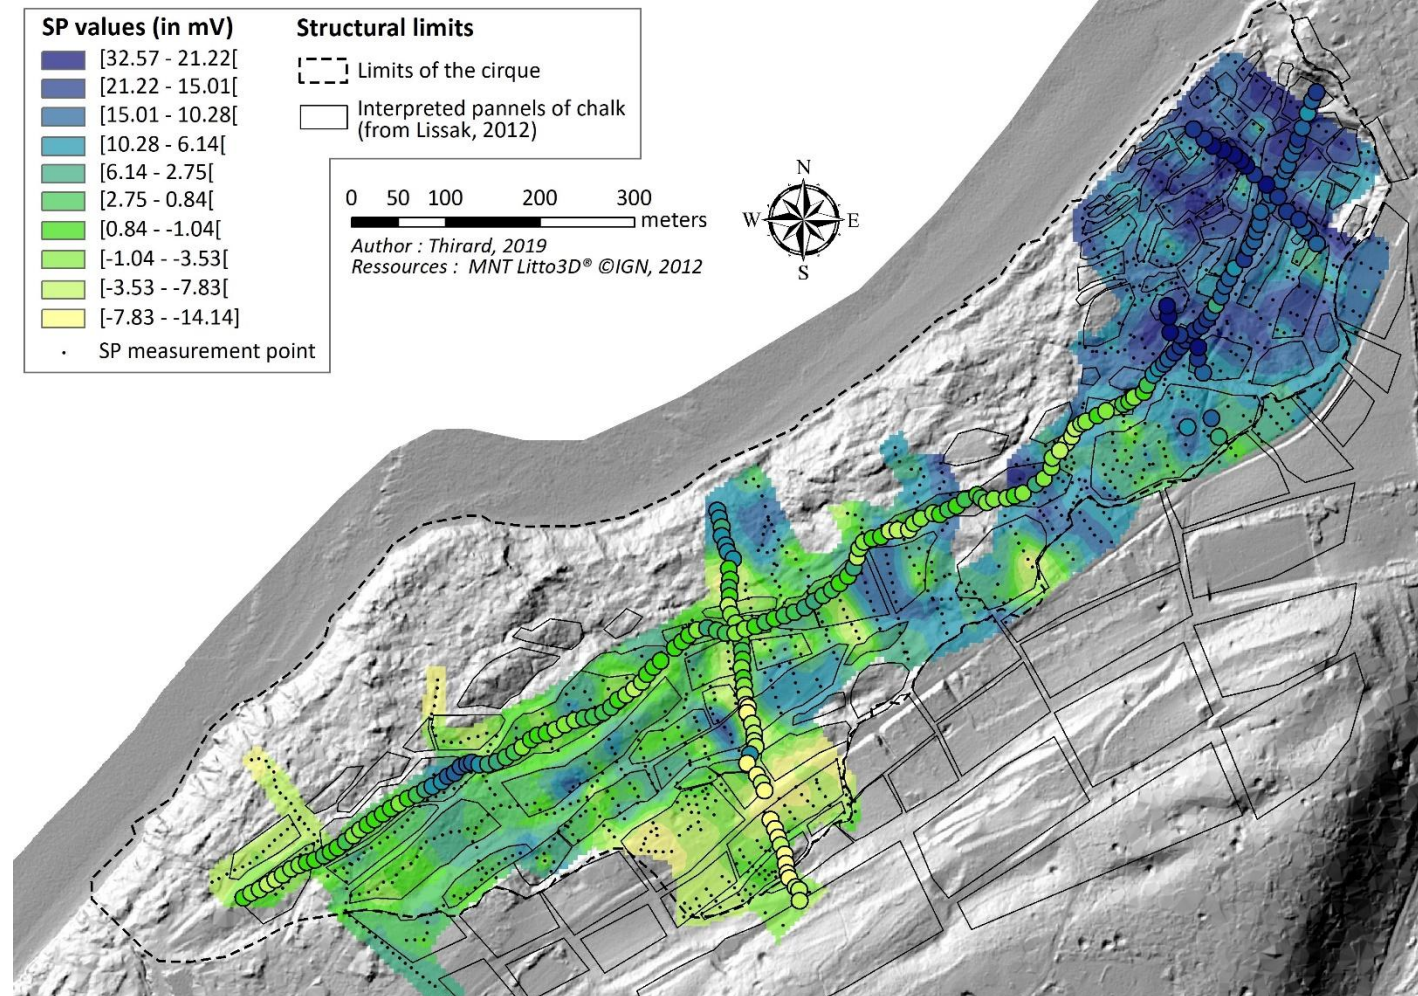 SP values (in mV)
[32.57 - 21.22[
[21.22 - 15.01[
[15.01 - 10.28[
[10.28 - 6.14[
[6.14 - 2.75[
[2.75 - 0.84[
[0.84 - -1.04[
[-1.04 - -3.53[
[-3.53 - -7.83[
[-7.83 - -14.14]
SP measurement point
Structural limits
Limits of the cirque
Interpreted pannels of chalk
(from Lissak, 2012)
0 50 100 200 300
meters
Author : Thirard, 2019
Ressources : MNT Litto3D® ©IGN, 2012
N
W E
S